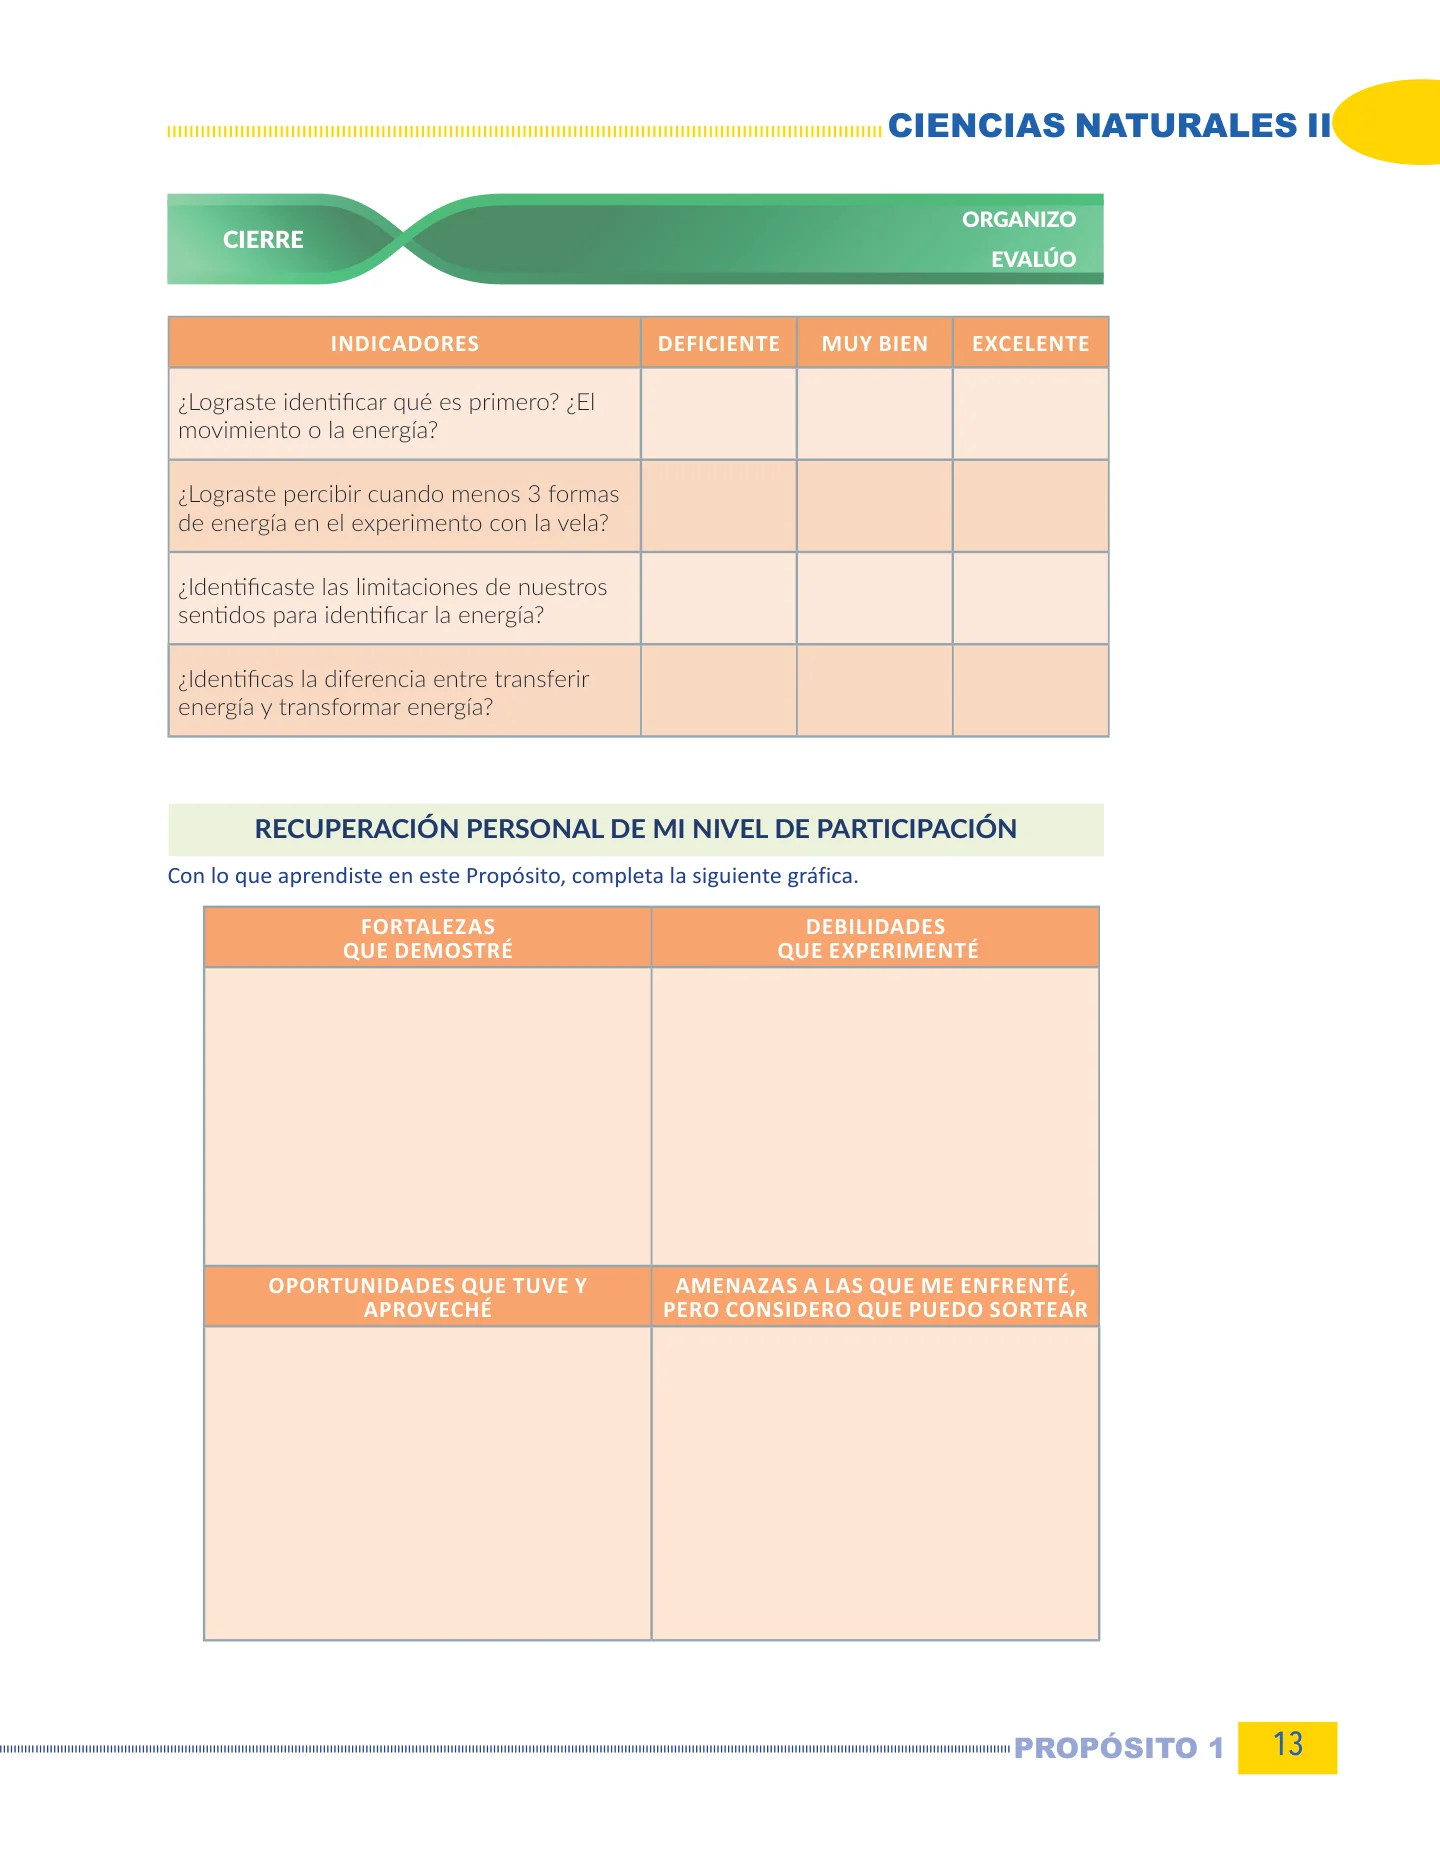 CIENCIAS NATURALES II
CIERRE
ORGANIZO
EVALÚO
INDICADORES
DEFICIENTE
MUY BIEN
EXCELENTE
¿Lograste identificar qué es primero? ¿El
movimiento o la energía?
¿Lograste percibir cuando menos 3 formas
de energía en el experimento con la vela?
¿Identificaste las limitaciones de nuestros
sentidos para identificar la energía?
¿Identificas la diferencia entre transferir
energía y transformar energía?
RECUPERACIÓN PERSONAL DE MI NIVEL DE PARTICIPACIÓN
Con lo que aprendiste en este Propósito, completa la siguiente gráfica.
FORTALEZAS
QUE DEMOSTRÉ
DEBILIDADES
QUE EXPERIMENTÉ
OPORTUNIDADES QUE TUVE Y
APROVECHÉ
AMENAZAS A LAS QUE ME ENFRENTÉ,
PERO CONSIDERO QUE PUEDO SORTEAR
PROPÓSITO 1
13